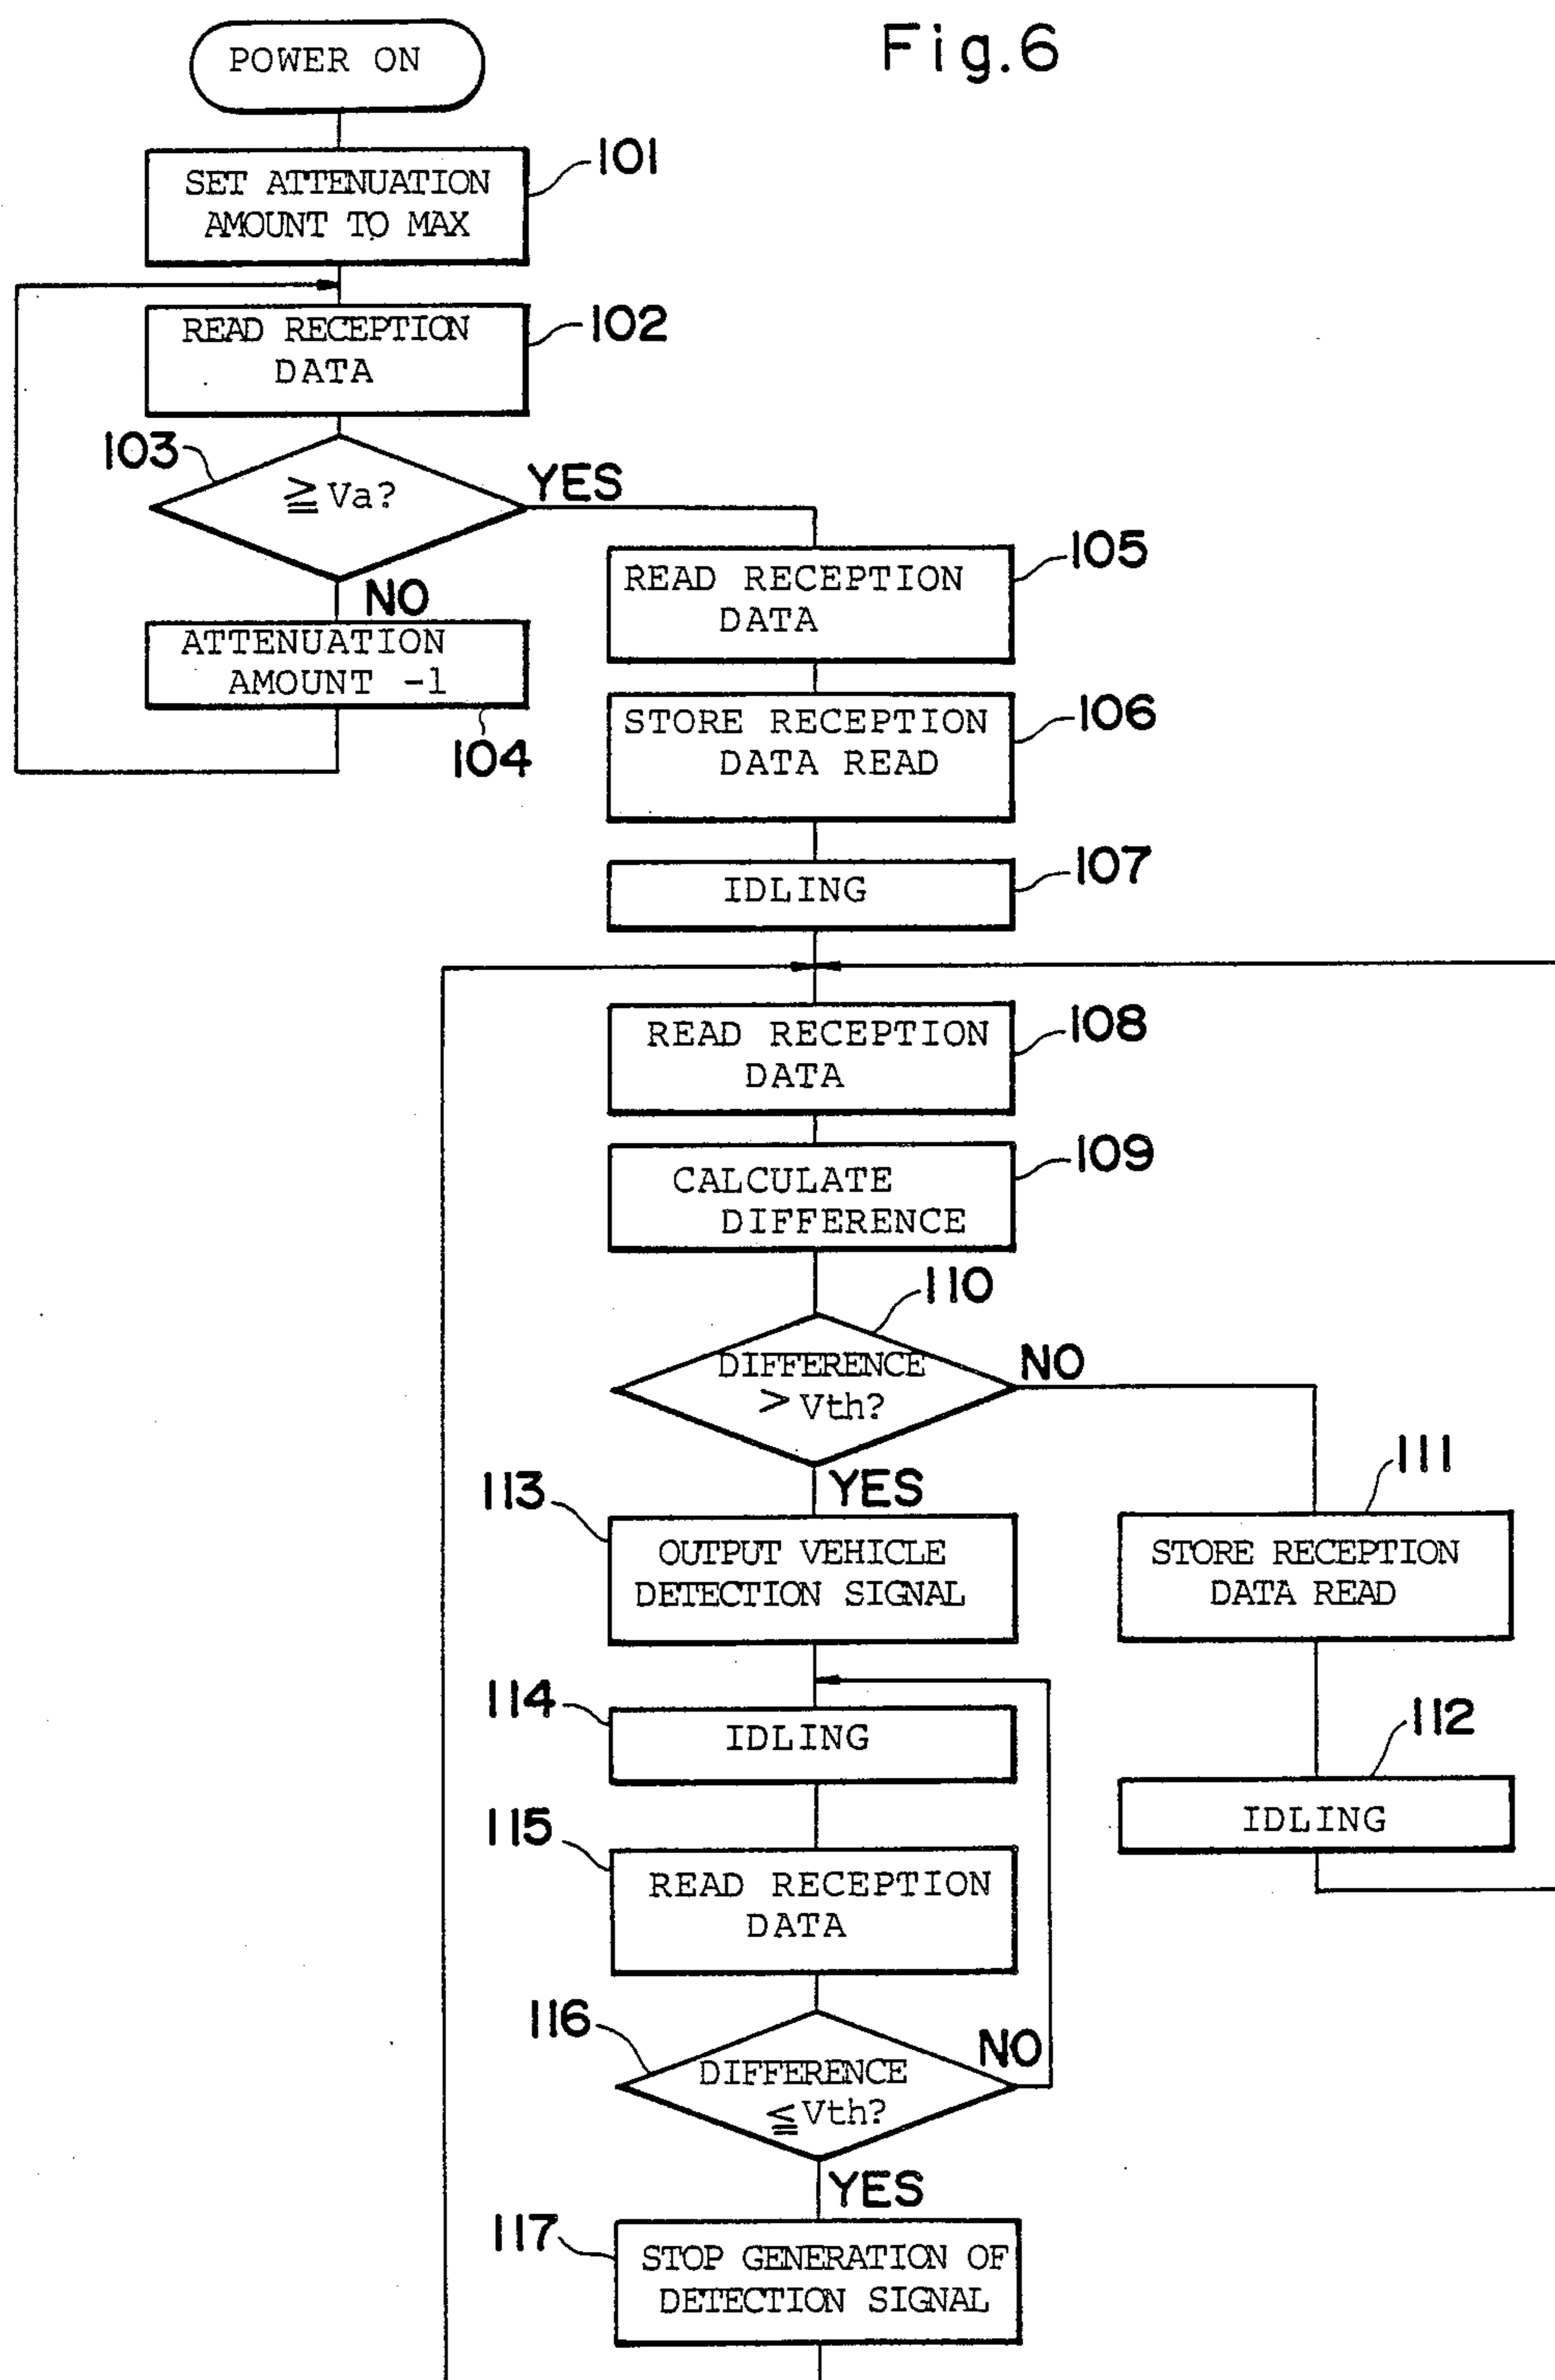 Fig.6
POWER ON
SET ATTENUATION
AMOUNT TO MAX
101
READ RECEPTION
DATA
102
103
≧ Va?
YES
NO
ATTENUATION
AMOUNT -1
104
READ RECEPTION
DATA
105
STORE RECEPTION
DATA READ
106
IDLING
107
READ RECEPTION
DATA
108
CALCULATE
DIFFERENCE
109
110
DIFFERENCE
> Vth?
NO
YES
111
STORE RECEPTION
DATA READ
112
IDLING
113
OUTPUT VEHICLE
DETECTION SIGNAL
114
IDLING
115
READ RECEPTION
DATA
116
DIFFERENCE
≦ Vth?
NO
YES
117
STOP GENERATION OF
DETECTION SIGNAL